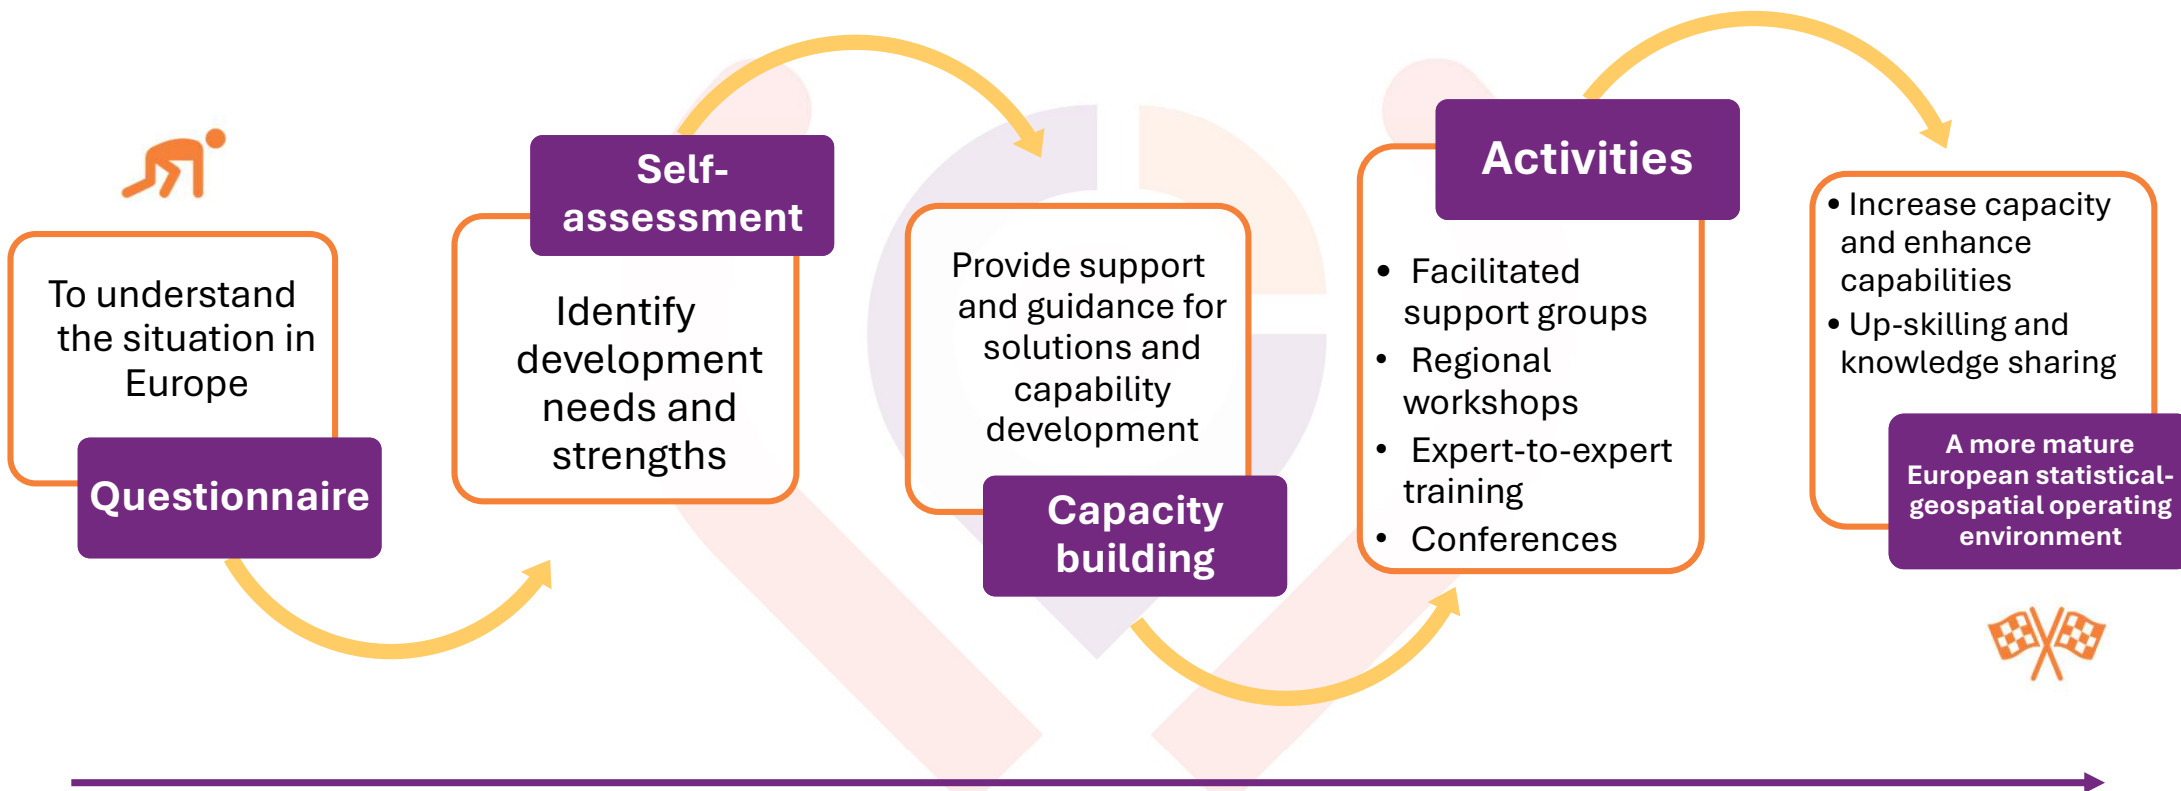 To understand
the situation in
Europe
Questionnaire
Self-
assessment
Identify
development
needs and
strengths
Provide support
and guidance for
solutions and
capability
development
Capacity
building
Activities
• Facilitated
support groups
• Regional
workshops
• Expert-to-expert
training
• Conferences
• Increase capacity
and enhance
capabilities
• Up-skilling and
knowledge sharing
A more mature
European statistical-
geospatial operating
environment